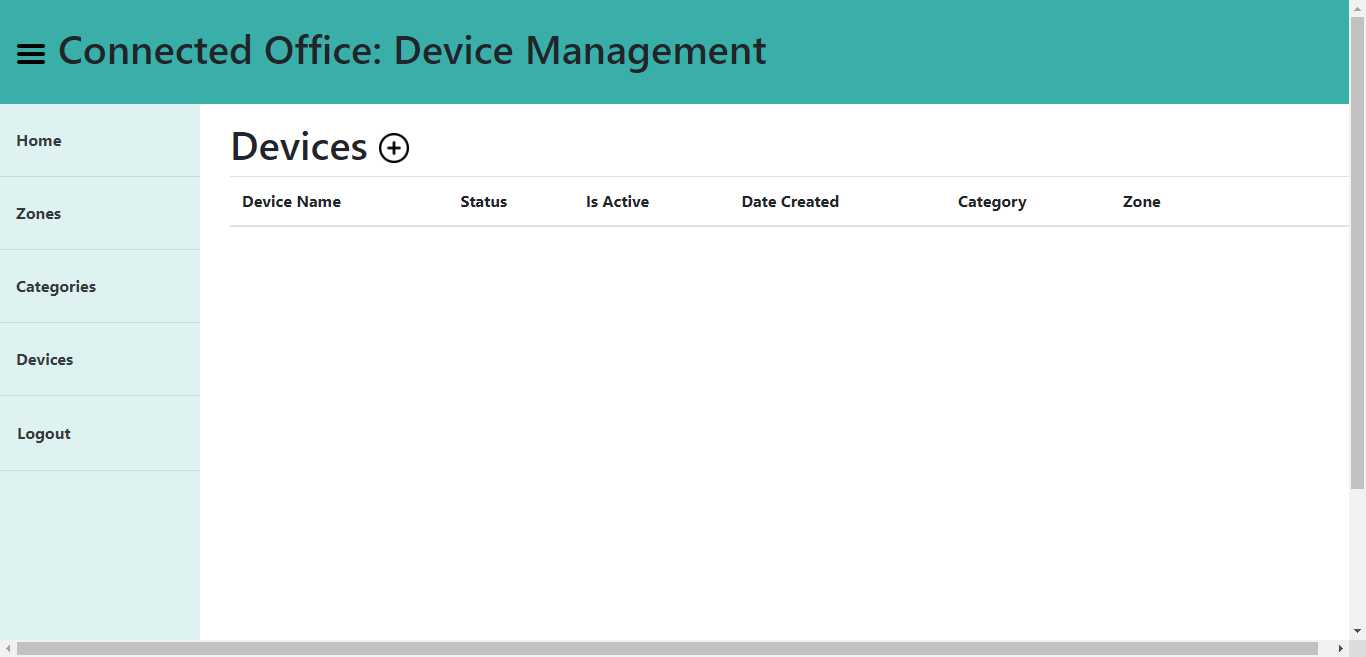 Connected Office: Device Management
Home
Zones
Categories
Devices
Logout
Devices
Device Name Status Is Active Date Created Category Zone